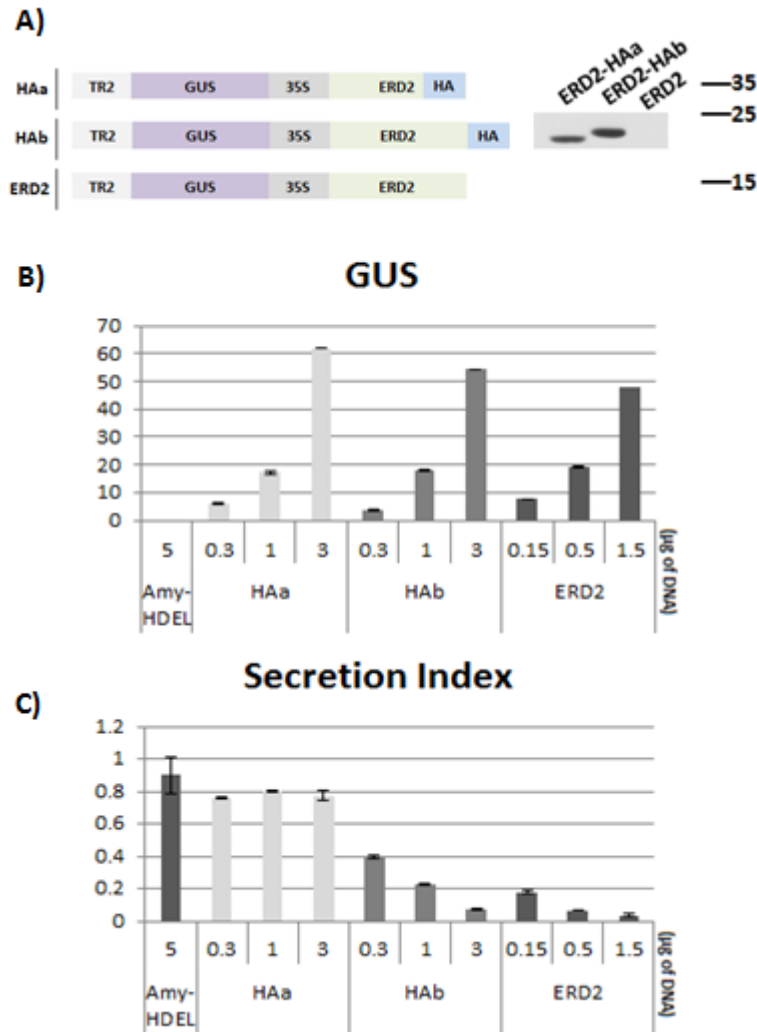 A)
ERD2-HAa
ERD2-HAb
ERD2
HAa TR2 GUS 35S ERD2 HA
35
25
HAb TR2 GUS 35S ERD2 HA
ERD2 TR2 GUS 35S ERD2
15
B)
GUS
70
60
50
40
30
20
10
0
5 0.3 1 3 0.3 1 3 0.15 0.5 1.5
Amy-HDEL HAa HAb ERD2
(µg of DNA)
Secretion Index
C)
1.2
1
0.8
0.6
0.4
0.2
0
5 0.3 1 3 0.3 1 3 0.15 0.5 1.5
Amy-HDEL HAa HAb ERD2
(µg of DNA)